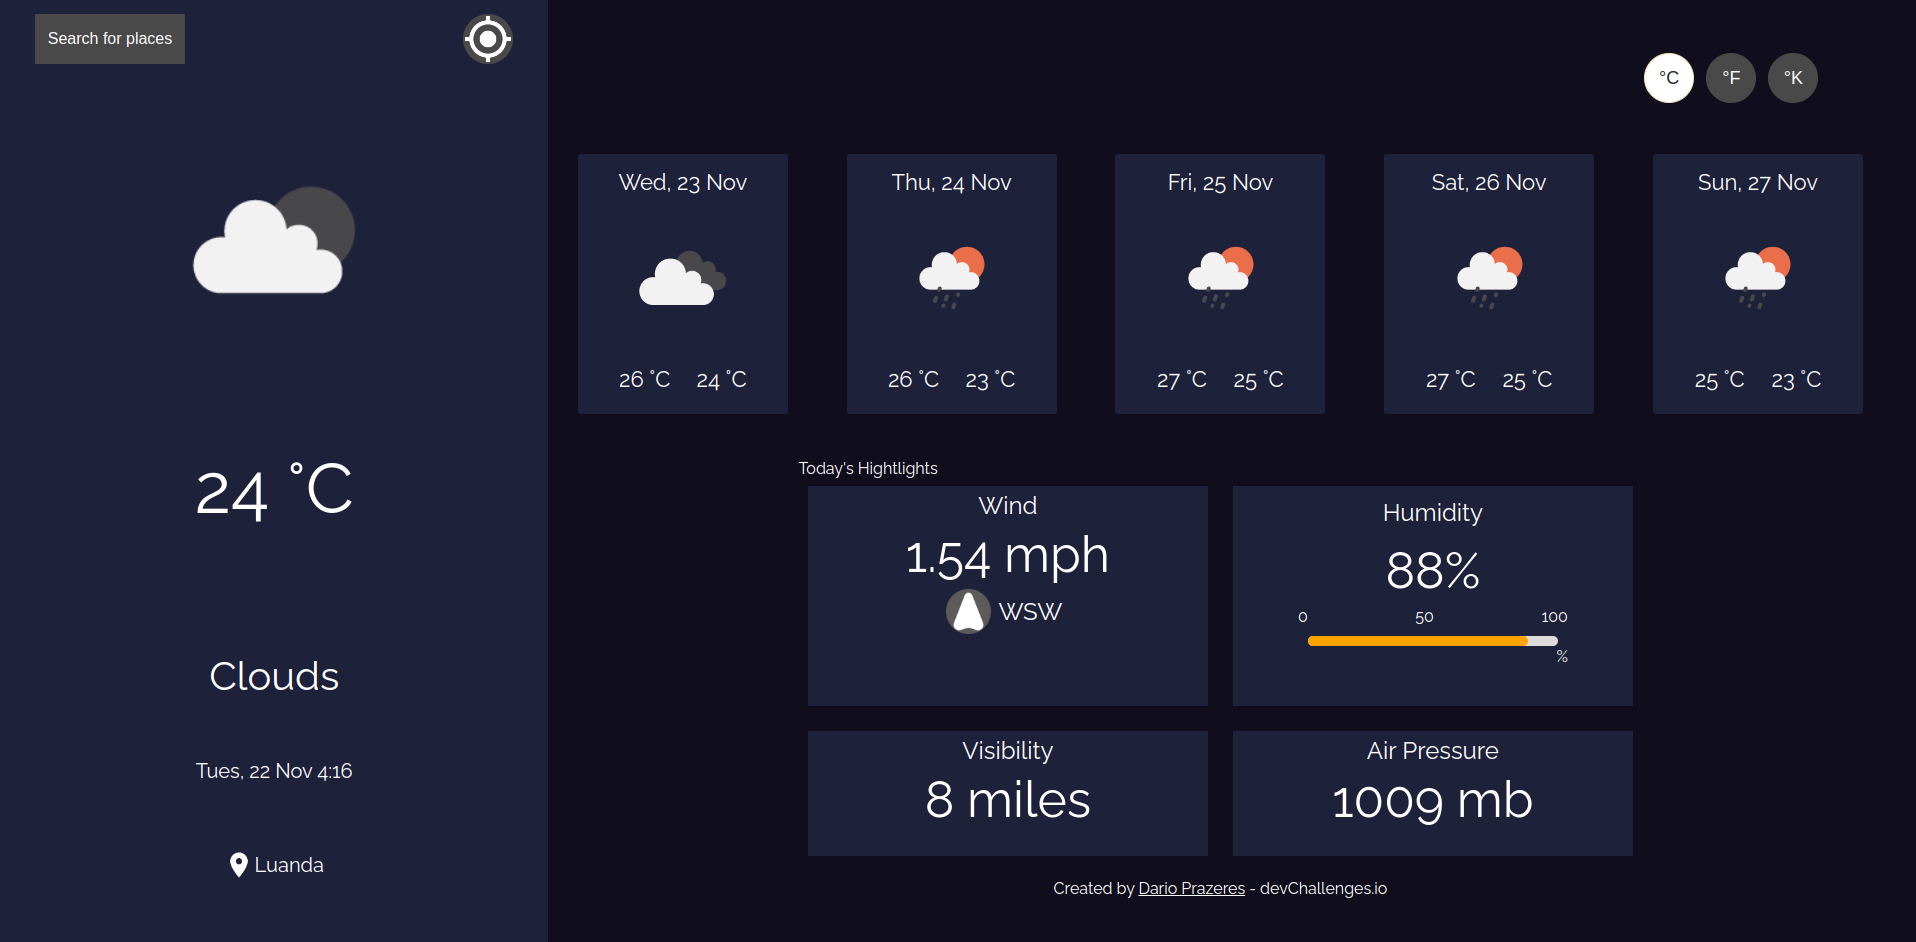 Search for places
24 °C
Clouds
Tues, 22 Nov 4:16
Luanda
°C °F °K
Wed, 23 Nov
26 °C 24 °C
Thu, 24 Nov
26 °C 23 °C
Fri, 25 Nov
27 °C 25 °C
Sat, 26 Nov
27 °C 25 °C
Sun, 27 Nov
25 °C 23 °C
Today's Hightlights
Wind
1.54 mph
WSW
Humidity
88%
0 50 100
%
Visibility
8 miles
Air Pressure
1009 mb
Created by Dario Prazeres - devChallenges.io